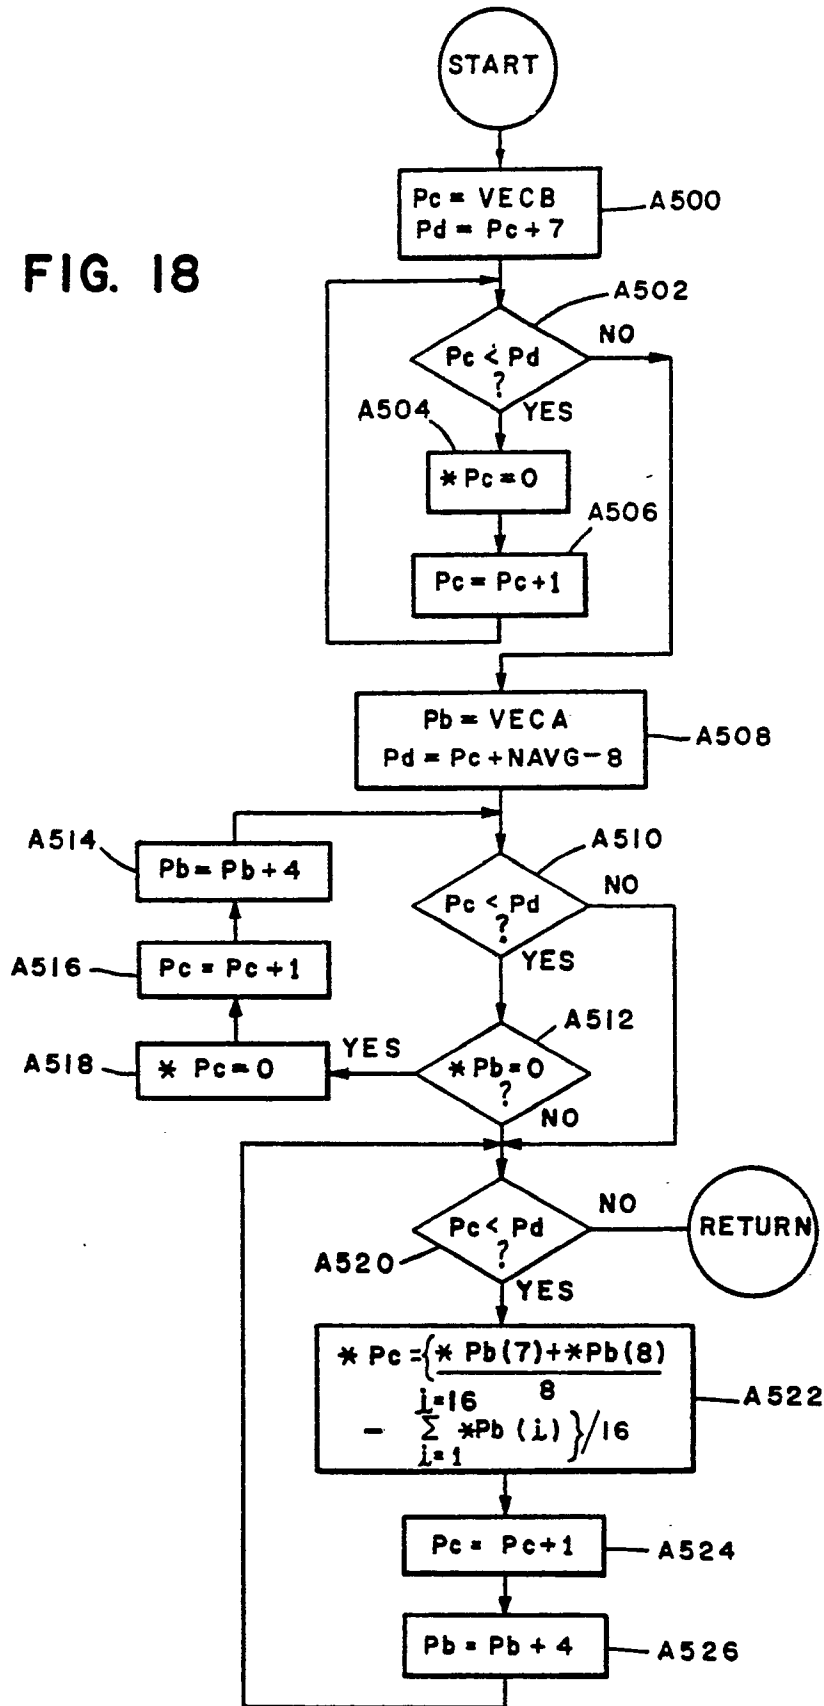 START
Pc = VECB
Pd = Pc+7
A500
FIG. 18
A502
Pc < Pd
?
NO
YES
A504
* Pc = 0
A506
Pc = Pc+1
Pb = VECA
Pd = Pc+NAVG-8
A508
A514
Pb = Pb+4
A510
Pc < Pd
?
NO
YES
A516
Pc = Pc+1
A512
* Pb = 0
?
YES
NO
A518
* Pc = 0
Pc < Pd
?
NO
RETURN
A520
YES
* Pc = { * Pb(7)+*Pb(8)
8
i=16
- Σ *Pb (i) }/16
i=1
A522
Pc = Pc+1
A524
Pb = Pb+4
A526